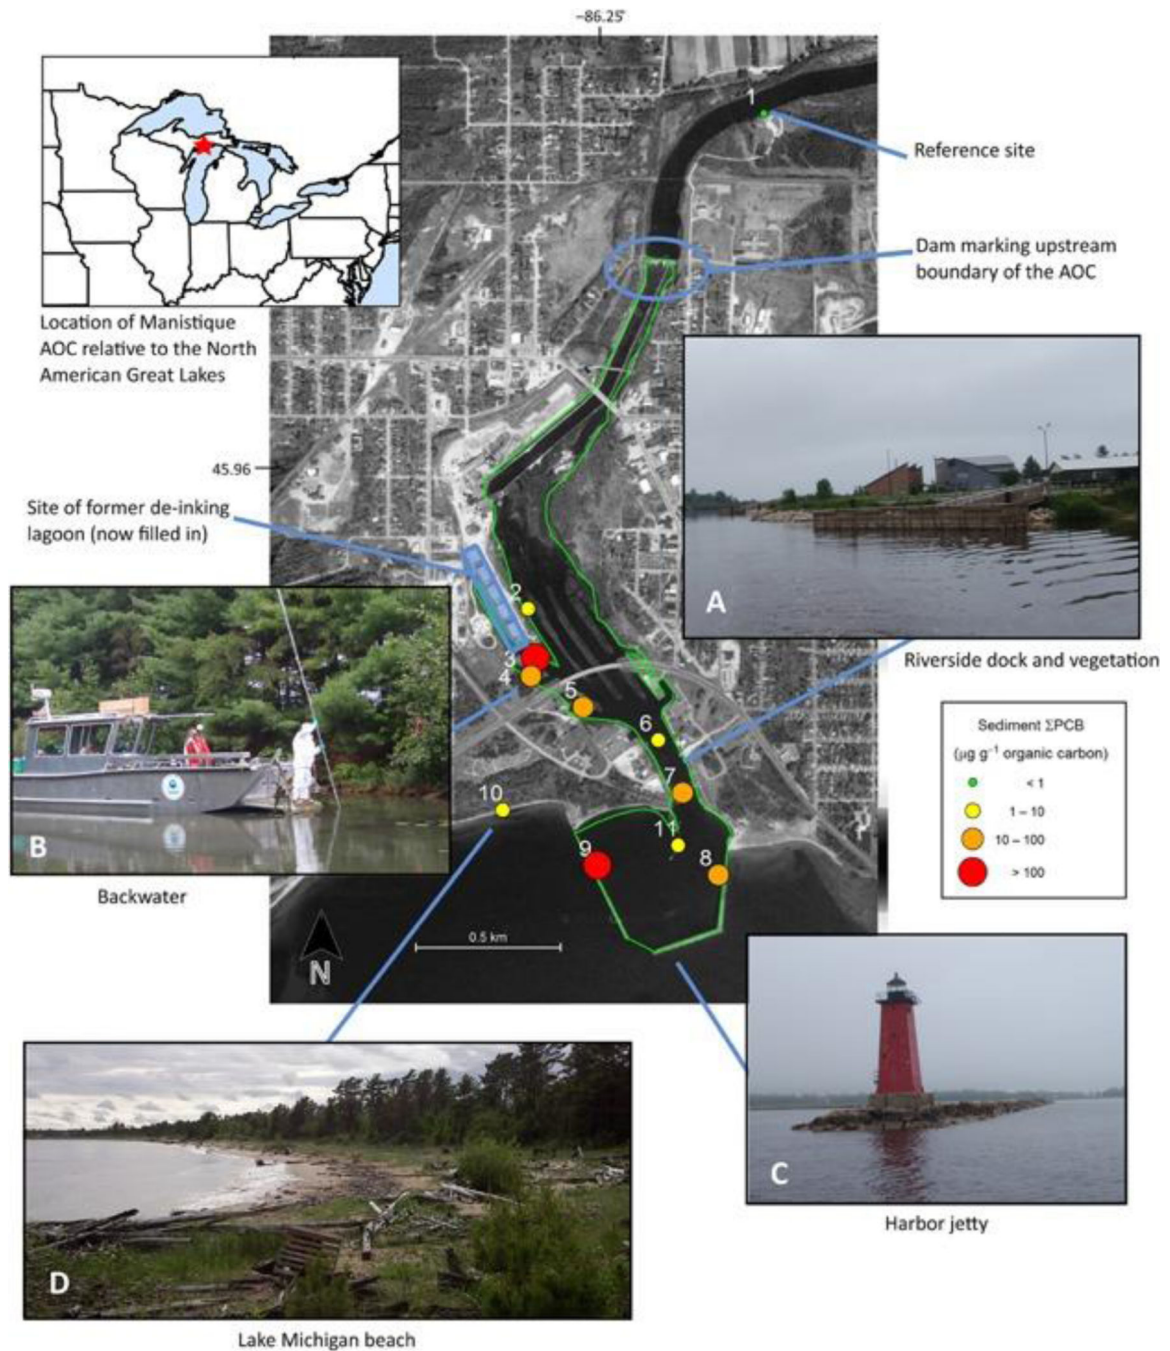 −86.25°
1
Reference site
Dam marking upstream
boundary of the AOC
Location of Manistique
AOC relative to the North
American Great Lakes
45.96
Site of former de-inking
lagoon (now filled in)
A
Riverside dock and vegetation
2
3
4
5
6
7
8
9
10
11
B
Backwater
Sediment ΣPCB
(µg g⁻¹ organic carbon)
< 1
1 – 10
10 – 100
> 100
0.5 km
N
C
Harbor jetty
D
Lake Michigan beach